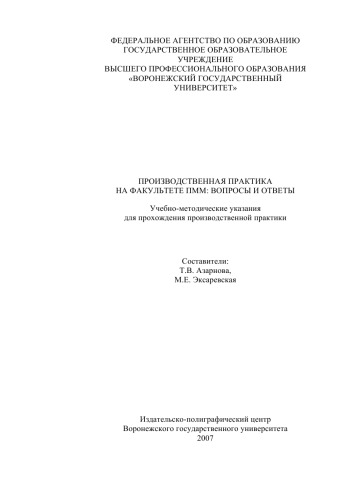 ФЕДЕРАЛЬНОЕ АГЕНТСТВО ПО ОБРАЗОВАНИЮ
ГОСУДАРСТВЕННОЕ ОБРАЗОВАТЕЛЬНОЕ
УЧРЕЖДЕНИЕ
ВЫСШЕГО ПРОФЕССИОНАЛЬНОГО ОБРАЗОВАНИЯ
«ВОРОНЕЖСКИЙ ГОСУДАРСТВЕННЫЙ
УНИВЕРСИТЕТ»
ПРОИЗВОДСТВЕННАЯ ПРАКТИКА
НА ФАКУЛЬТЕТЕ ПММ: ВОПРОСЫ И ОТВЕТЫ
Учебно-методические указания
для прохождения производственной практики
Составители:
Т.В. Азарнова,
М.Е. Эксаревская
Издательско-полиграфический центр
Воронежского государственного университета
2007